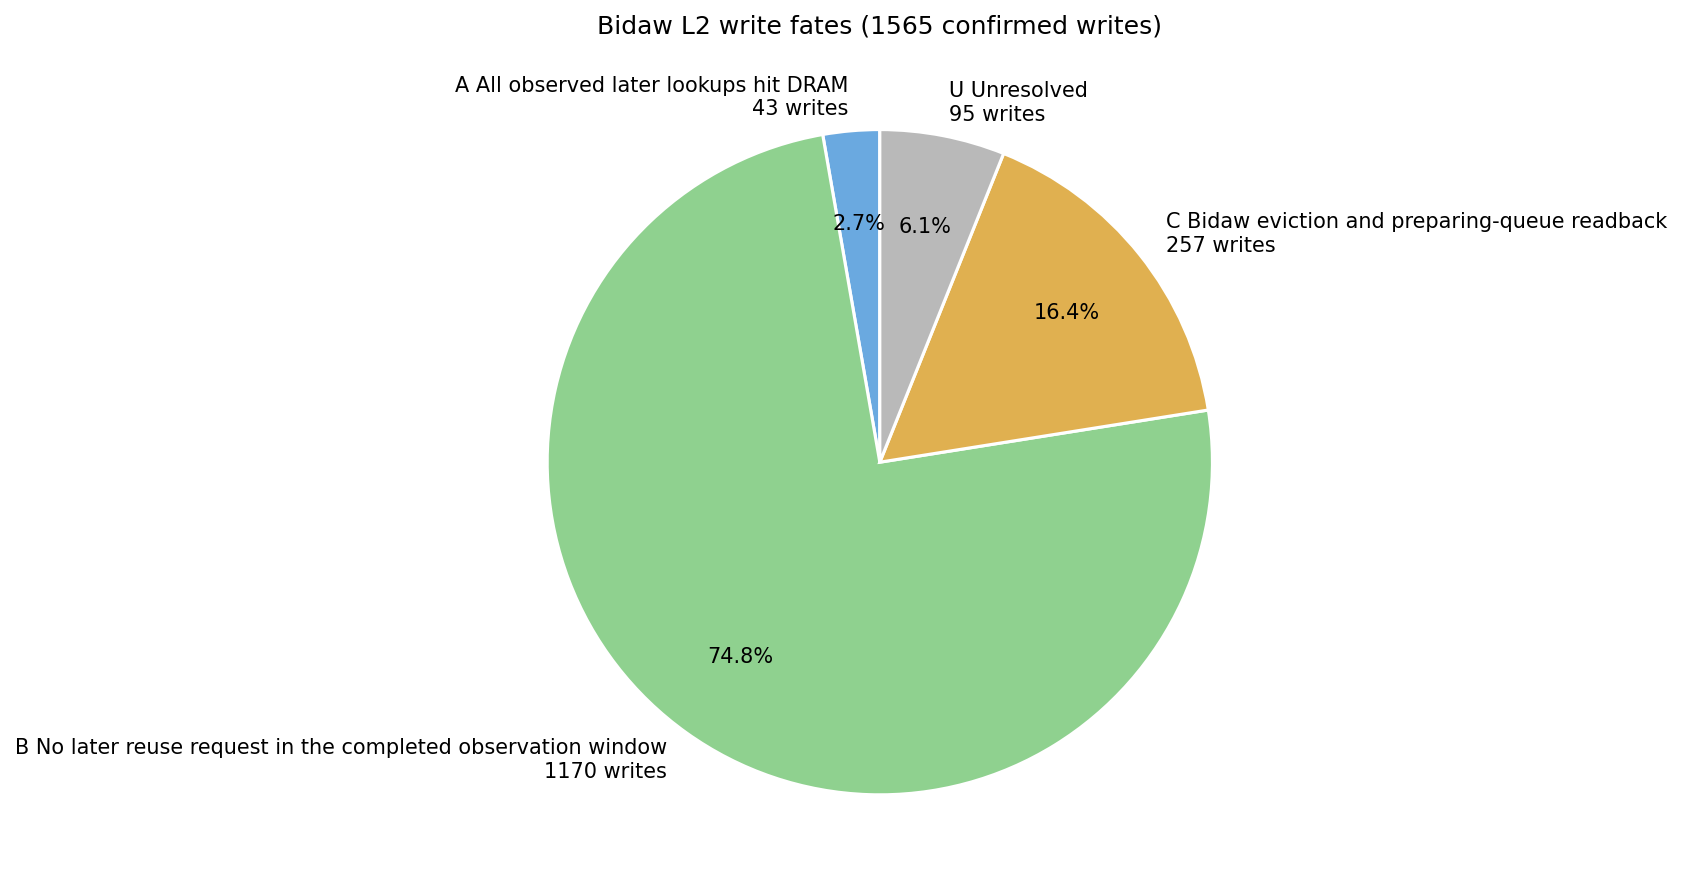 Bidaw L2 write fates (1565 confirmed writes)
A All observed later lookups hit DRAM
43 writes
U Unresolved
95 writes
C Bidaw eviction and preparing-queue readback
257 writes
2.7%
6.1%
16.4%
74.8%
B No later reuse request in the completed observation window
1170 writes